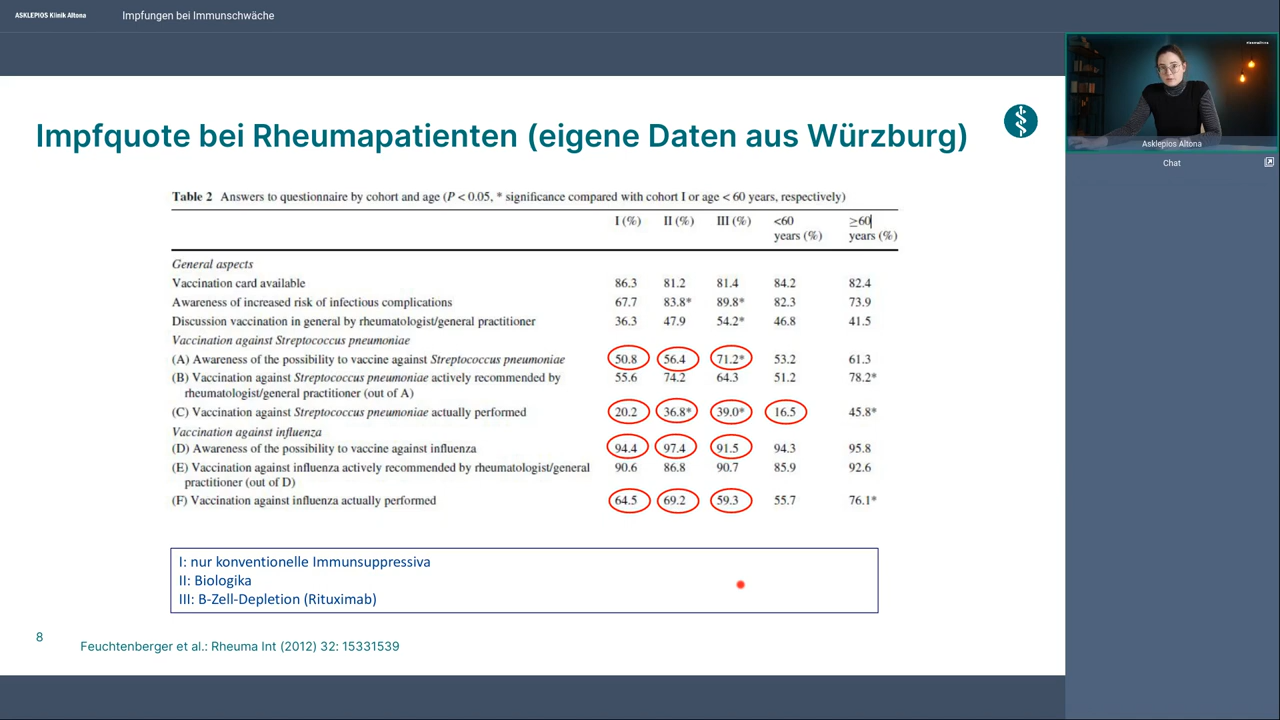 ASKLEPIOS Klinik Altona
Impfungen bei Immunschwäche
Impfquote bei Rheumapatienten (eigene Daten aus Würzburg)
Asklepios Altona
Chat
Table 2 Answers to questionnaire by cohort and age (P < 0.05, * significance compared with cohort I or age < 60 years, respectively)
I (%) II (%) III (%) <60 ≥60
years (%) years (%)
General aspects
Vaccination card available 86.3 81.2 81.4 84.2 82.4
Awareness of increased risk of infectious complications 67.7 83.8* 89.8* 82.3 73.9
Discussion vaccination in general by rheumatologist/general practitioner 36.3 47.9 54.2* 46.8 41.5
Vaccination against Streptococcus pneumoniae
(A) Awareness of the possibility to vaccine against Streptococcus pneumoniae 50.8 56.4 71.2* 53.2 61.3
(B) Vaccination against Streptococcus pneumoniae actively recommended by 55.6 74.2 64.3 51.2 78.2*
rheumatologist/general practitioner (out of A)
(C) Vaccination against Streptococcus pneumoniae actually performed 20.2 36.8* 39.0* 16.5 45.8*
Vaccination against influenza
(D) Awareness of the possibility to vaccine against influenza 94.4 97.4 91.5 94.3 95.8
(E) Vaccination against influenza actively recommended by rheumatologist/general 90.6 86.8 90.7 85.9 92.6
practitioner (out of D)
(F) Vaccination against influenza actually performed 64.5 69.2 59.3 55.7 76.1*
I: nur konventionelle Immunsuppressiva
II: Biologika
III: B-Zell-Depletion (Rituximab)
8
Feuchtenberger et al.: Rheuma Int (2012) 32: 15331539